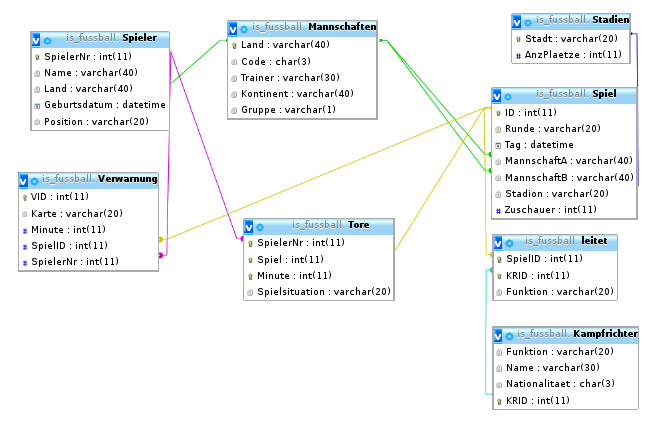 is_fussball. Spieler
SpielerNr : int(11)
Name : varchar(40)
Land : varchar(40)
Geburtsdatum : datetime
Position : varchar(20)
is_fussball. Mannschaften
Land : varchar(40)
Code : char(3)
Trainer : varchar(30)
Kontinent : varchar(40)
Gruppe : varchar(1)
is_fussball. Stadien
Stadt : varchar(20)
AnzPlaetze : int(11)
is_fussball. Spiel
ID : int(11)
Runde : varchar(20)
Tag : datetime
MannschaftA : varchar(40)
MannschaftB : varchar(40)
Stadion : varchar(20)
Zuschauer : int(11)
is_fussball. Verwarnung
VID : int(11)
Karte : varchar(20)
Minute : int(11)
SpielID : int(11)
SpielerNr : int(11)
is_fussball. Tore
SpielerNr : int(11)
Spiel : int(11)
Minute : int(11)
Spielsituation : varchar(20)
is_fussball. leitet
SpielID : int(11)
KRID : int(11)
Funktion : varchar(20)
is_fussball. Kampfrichter
Funktion : varchar(20)
Name : varchar(30)
Nationalitaet : char(3)
KRID : int(11)